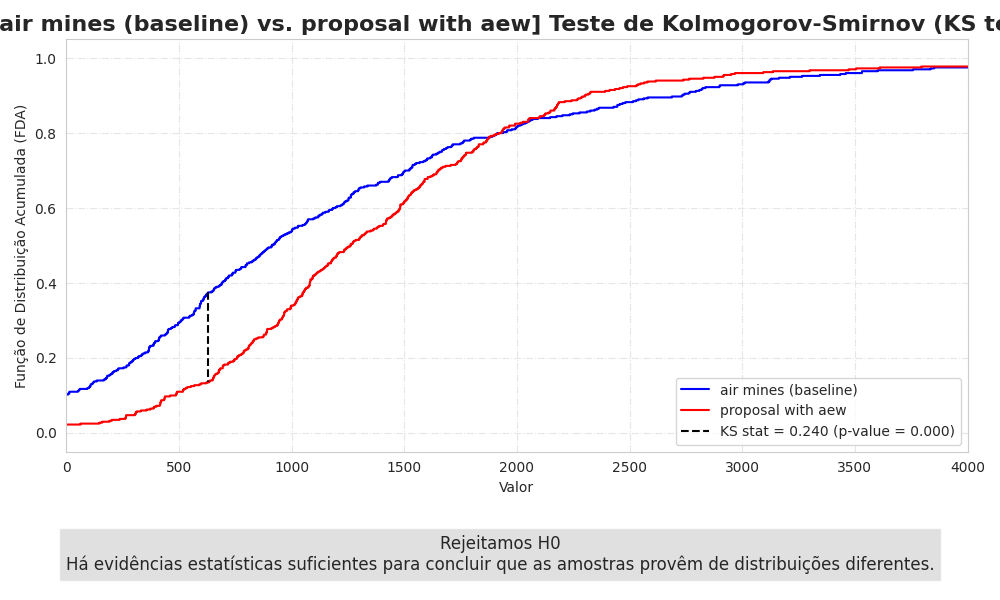 air mines (baseline) vs. proposal with aew] Teste de Kolmogorov-Smirnov (KS
Função de Distribuição Acumulada (FDA)
1.0
0.8
0.6
0.4
0.2
0.0
0 500 1000 1500 2000 2500 3000 3500 4000
Valor
air mines (baseline)
proposal with aew
KS stat = 0.240 (p-value = 0.000)
Rejeitamos H0
Há evidências estatísticas suficientes para concluir que as amostras provêm de distribuições diferentes.